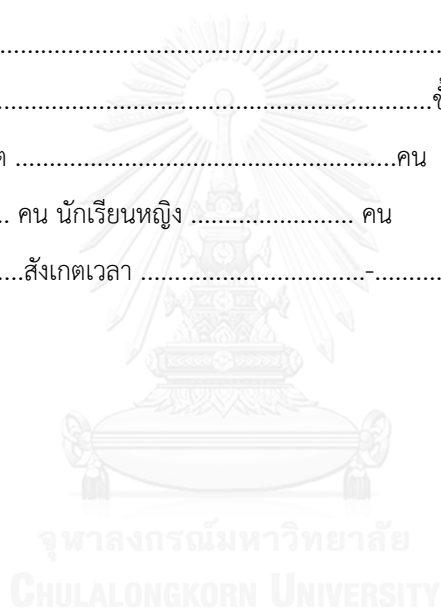 ........................................................................
................................................................ชั้
................................................................คน
.. คน นักเรียนหญิง ........................ คน
....สังเกตเวลา .................................-..........
จุฬาลงกรณ์มหาวิทยาลัย
CHULALONGKORN UNIVERSITY